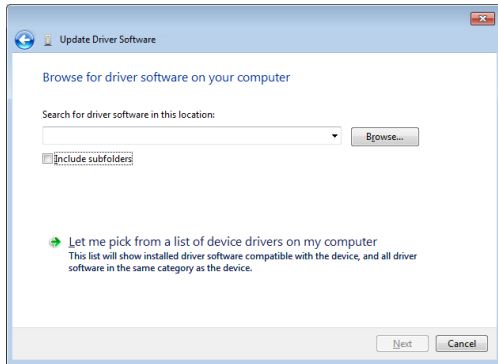 Update Driver Software
Browse for driver software on your computer
Search for driver software in this location:
Browse...
Include subfolders
Let me pick from a list of device drivers on my computer
This list will show installed driver software compatible with the device, and all driver
software in the same category as the device.
Next Cancel